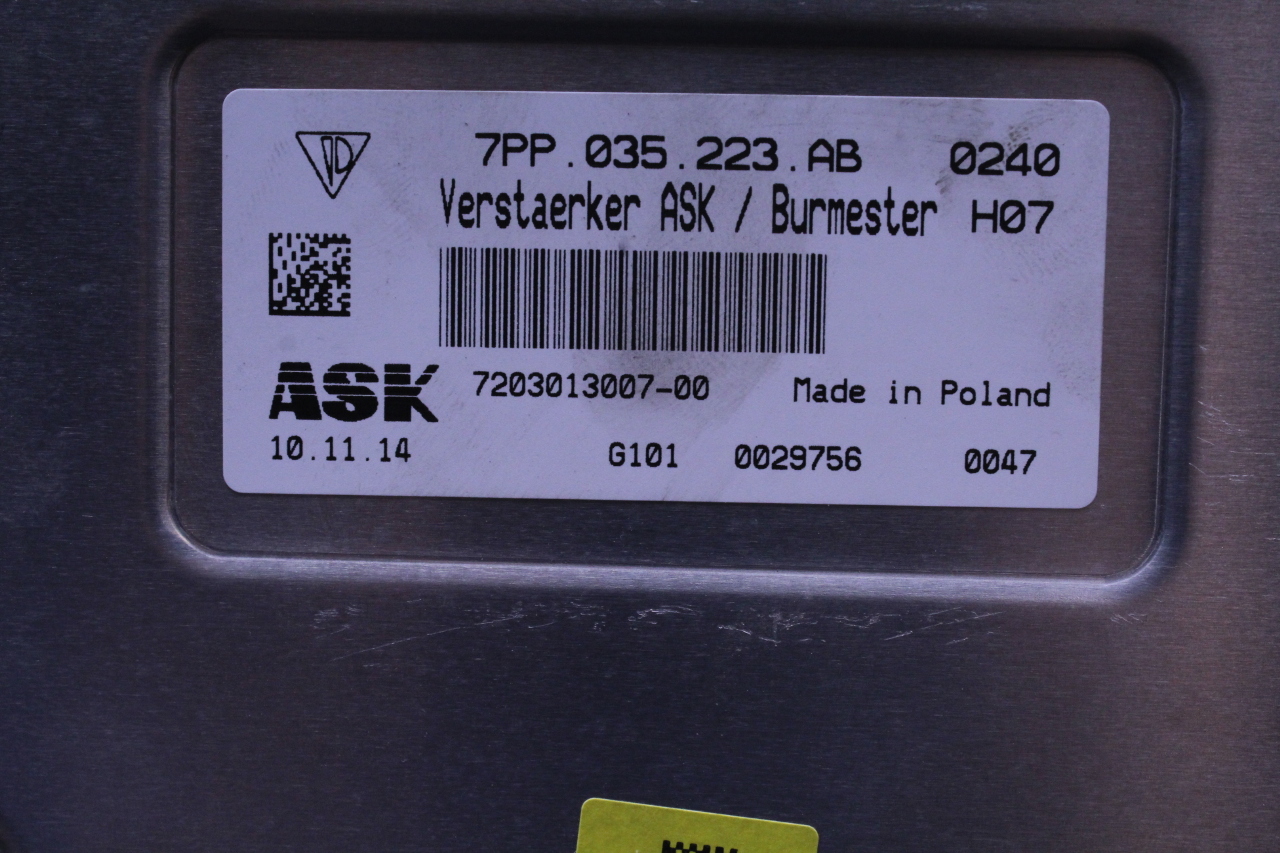 7PP.035.223.AB 0240
Verstaerker ASK / Burmester H07
ASK 7203013007-00 Made in Poland
10.11.14 G101 0029756 0047